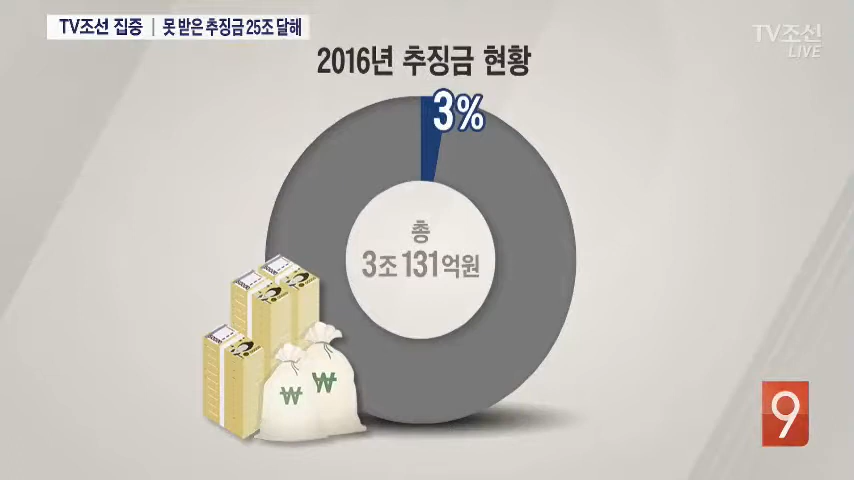 TV조선 집중 | 못 받은 추징금 25조 달해
TV조선
LIVE
2016년 추징금 현황
3%
총
3조 131억원
₩
₩
9